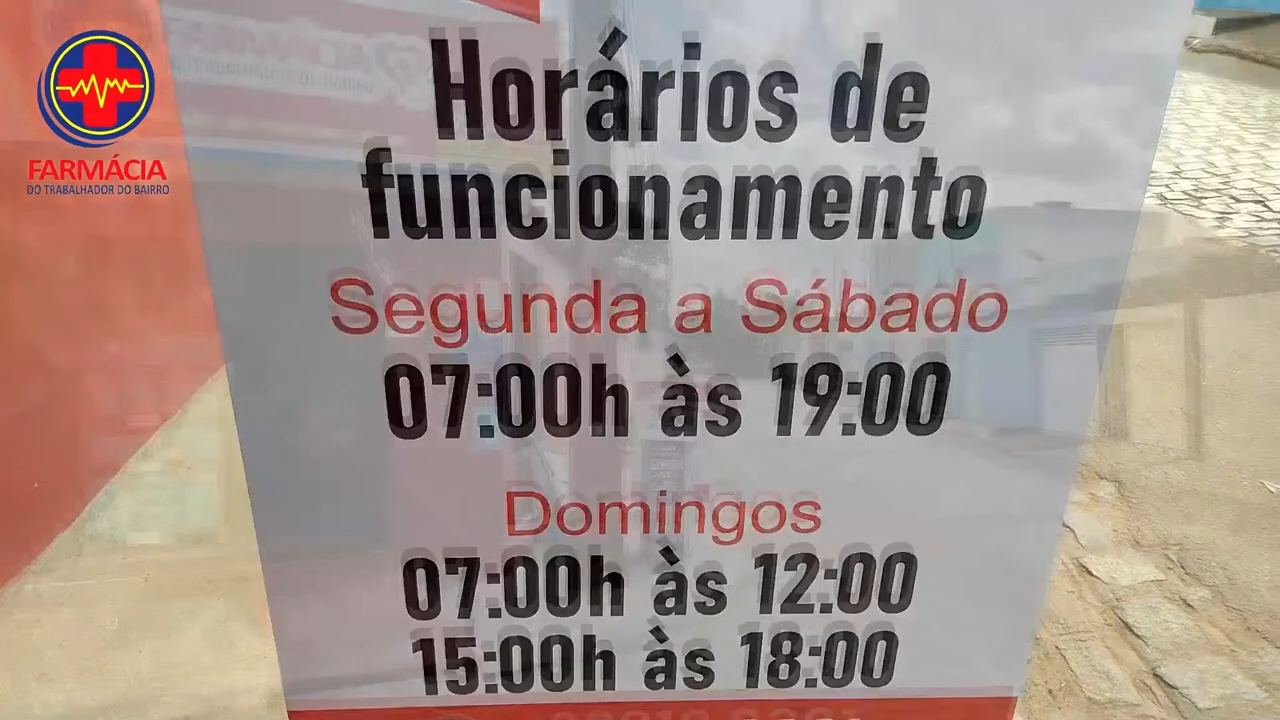 FARMÁCIA
DO TRABALHADOR DO BAIRRO
Horários de
funcionamento
Segunda a Sábado
07:00h às 19:00
Domingos
07:00h às 12:00
15:00h às 18:00